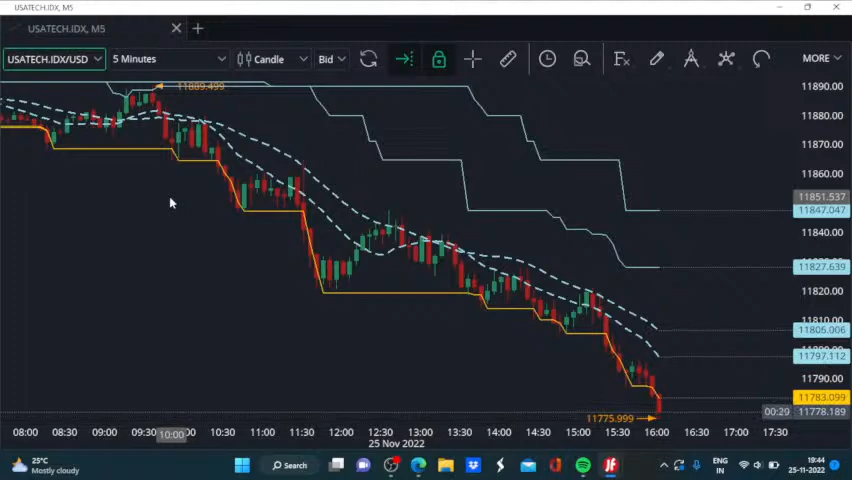 USATECH.IDX, M5
USATECH.IDX, M5
USATECH.IDX/USD
5 Minutes
Candle
Bid
MORE
11889.499
11890.00
11880.00
11870.00
11860.00
11851.537
11847.047
11840.00
11827.639
11820.00
11810.00
11805.006
11797.112
11790.00
11783.099
00:29
11778.189
11775.999
08:00 08:30 09:00 09:30 10:00 10:30 11:00 11:30 12:00 12:30 13:00 13:30 14:00 14:30 15:00 15:30 16:00 16:30 17:00 17:30
25 Nov 2022
25°C
Mostly cloudy
Search
ENG
IN
19:44
25-11-2022